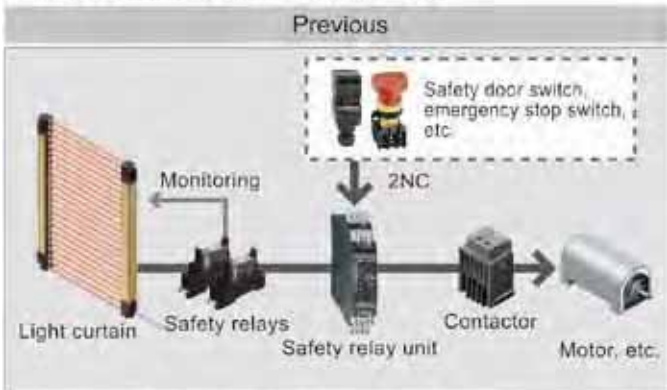 Previous
Safety door switch,
emergency stop switch,
etc.
Monitoring
2NC
Light curtain
Safety relays
Safety relay unit
Contactor
Motor, etc.